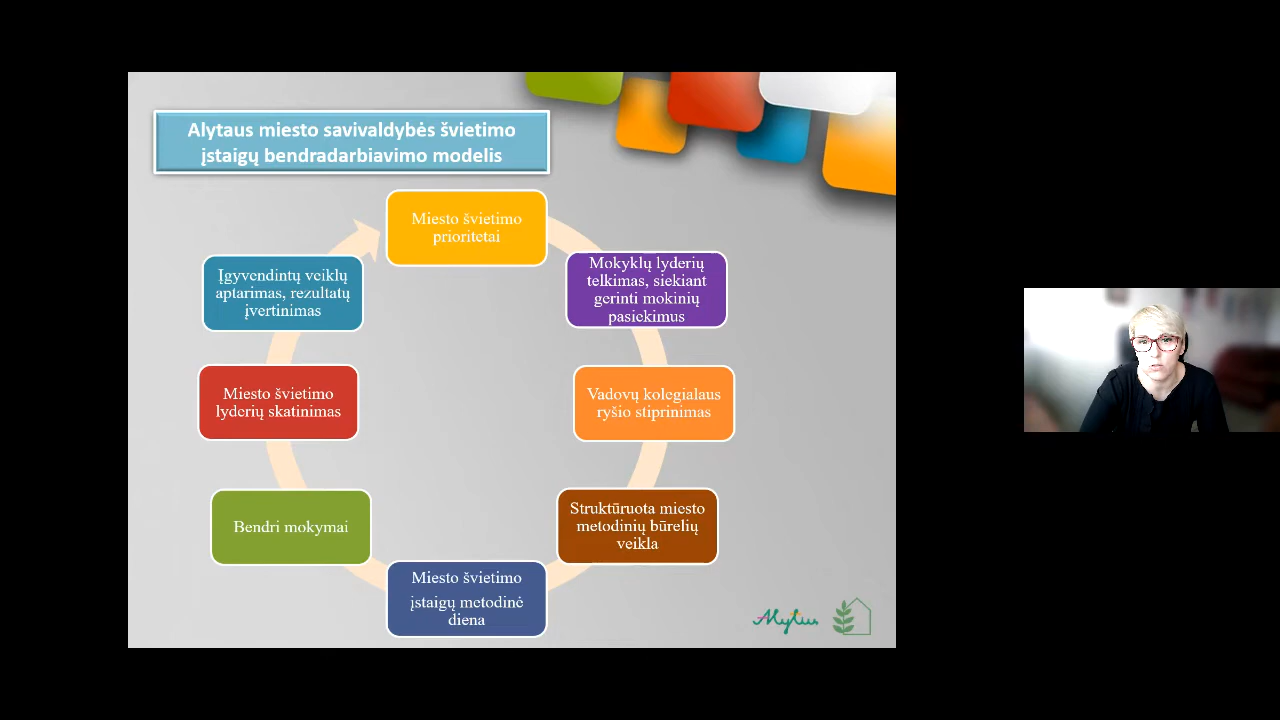 Alytaus miesto savivaldybės švietimo
įstaigų bendradarbiavimo modelis
Miesto švietimo
prioritetai
Mokyklų lyderių
telkimas, siekiant
gerinti mokinių
pasiekimus
Vadovų kolegialaus
ryšio stiprinimas
Struktūruota miesto
metodinių būrelių
veikla
Miesto švietimo
įstaigų metodinė
diena
Bendri mokymai
Miesto švietimo
lyderių skatinimas
Įgyvendintų veiklų
aptarimas, rezultatų
įvertinimas
Alytus